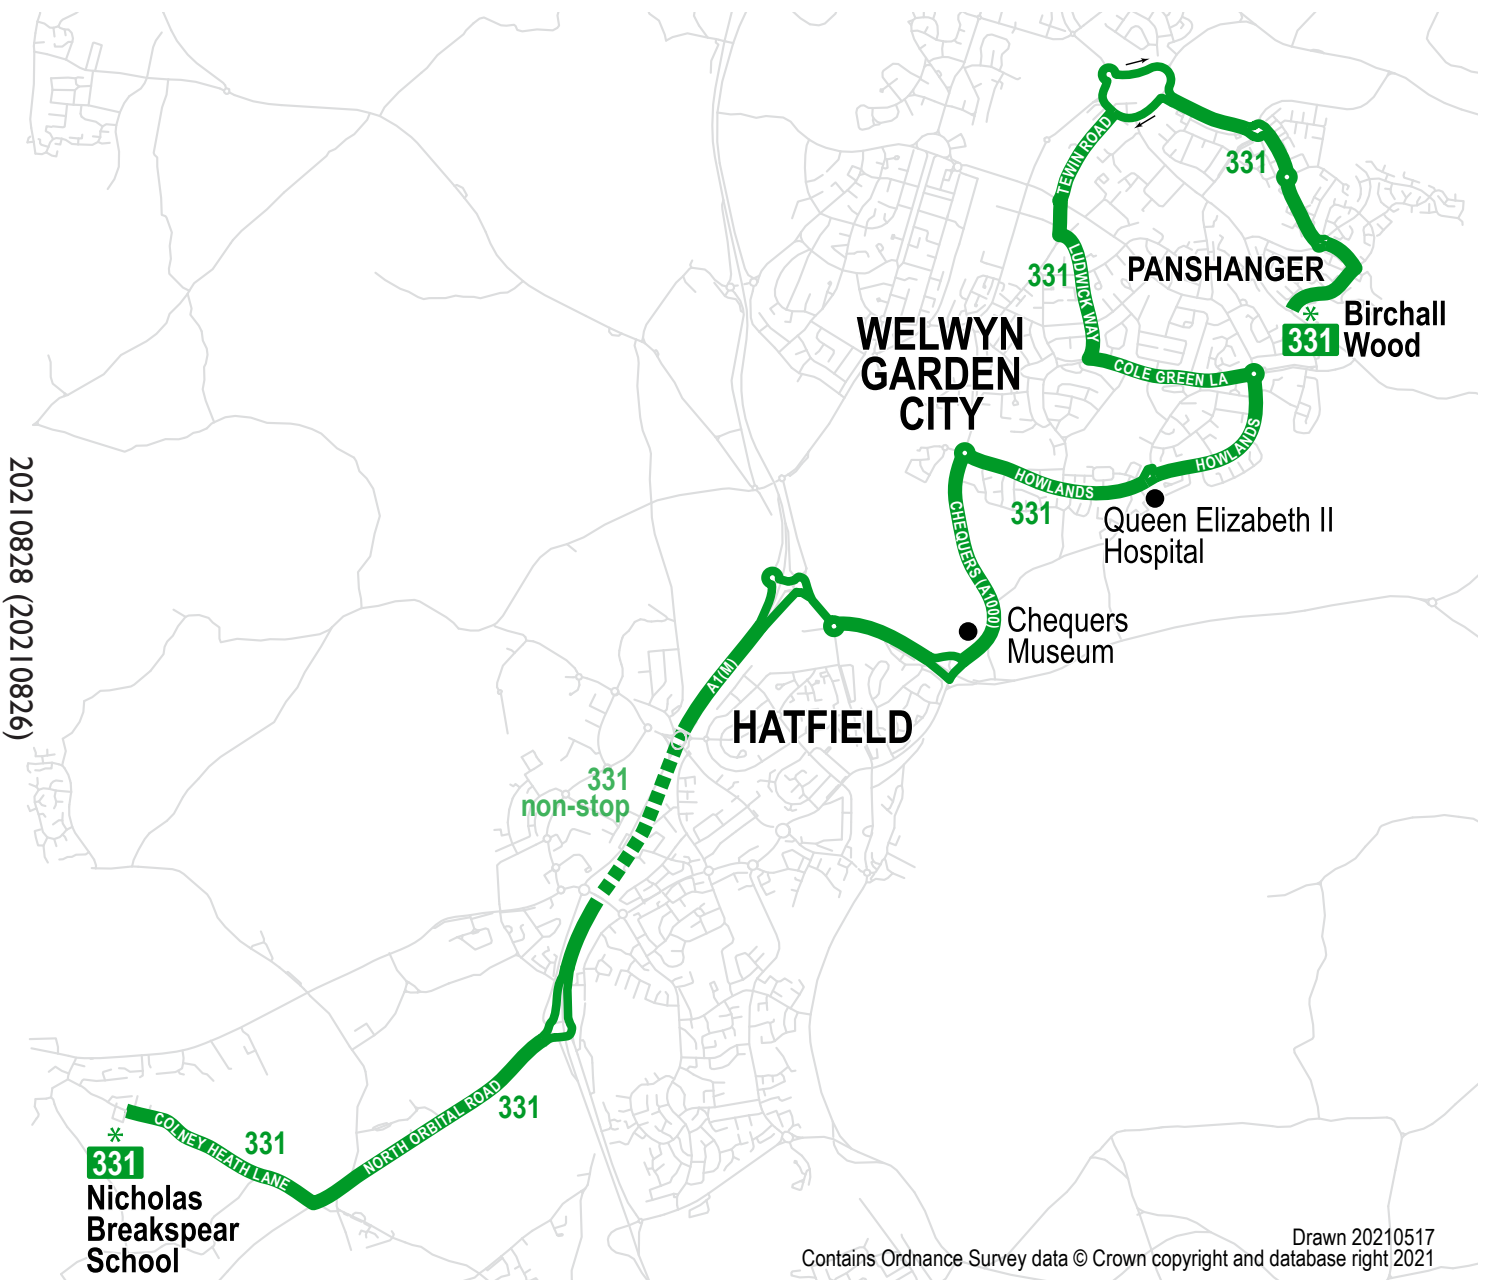 TEWIN ROAD
331
PANSHANGER
LUDWICK WAY
331
Birchall
Wood
331
WELWYN
GARDEN
CITY
COLE GREEN LA
HOWLANDS
HOWLANDS
331
CHEQUERS (A1000)
Queen Elizabeth II
Hospital
20210828 (20210826)
Chequers
Museum
A1(M)
HATFIELD
331
non-stop
NORTH ORBITAL ROAD
331
COLNEY HEATH LANE
331
331
Nicholas
Breakspear
School
Drawn 20210517
Contains Ordnance Survey data © Crown copyright and database right 2021